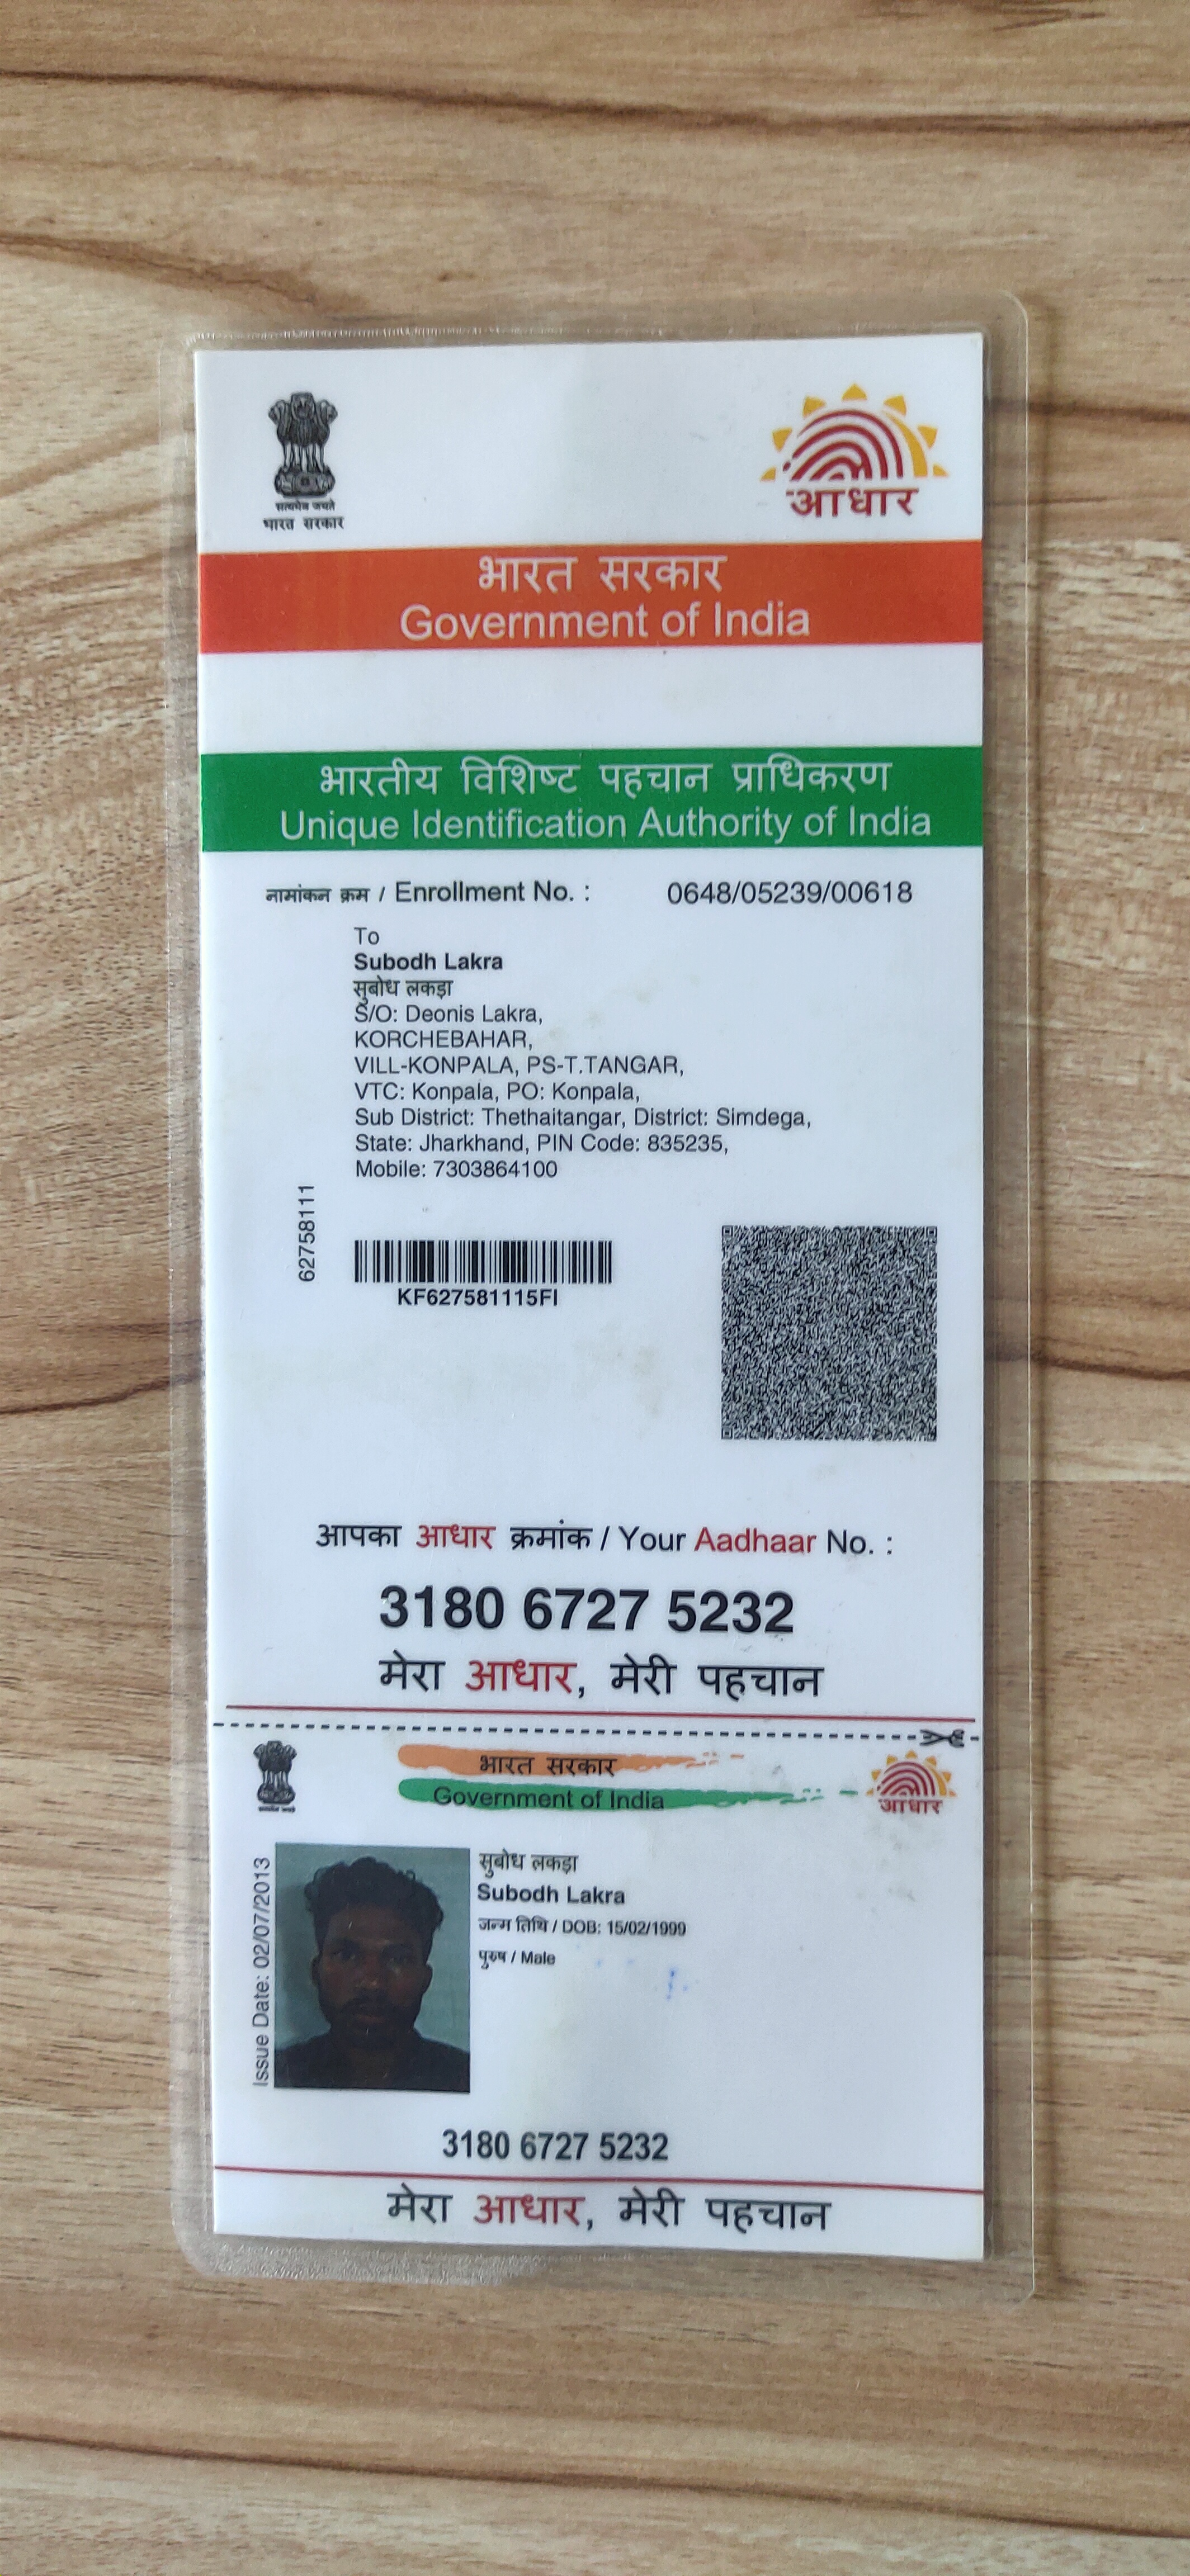 सत्यमेव जयते
भारत सरकार
आधार
भारत सरकार
Government of India
भारतीय विशिष्ट पहचान प्राधिकरण
Unique Identification Authority of India
नामांकन क्रम / Enrollment No. : 0648/05239/00618
To
Subodh Lakra
सुबोध लकड़ा
S/O: Deonis Lakra,
KORCHEBAHAR,
VILL-KONPALA, PS-T.TANGAR,
VTC: Konpala, PO: Konpala,
Sub District: Thethaitangar, District: Simdega,
State: Jharkhand, PIN Code: 835235,
Mobile: 7303864100
62758111
KF627581115FI
आपका आधार क्रमांक / Your Aadhaar No. :
3180 6727 5232
मेरा आधार, मेरी पहचान
भारत सरकार
Government of India
आधार
Issue Date: 02/07/2013
सुबोध लकड़ा
Subodh Lakra
जन्म तिथि / DOB: 15/02/1999
पुरुष / Male
3180 6727 5232
मेरा आधार, मेरी पहचान